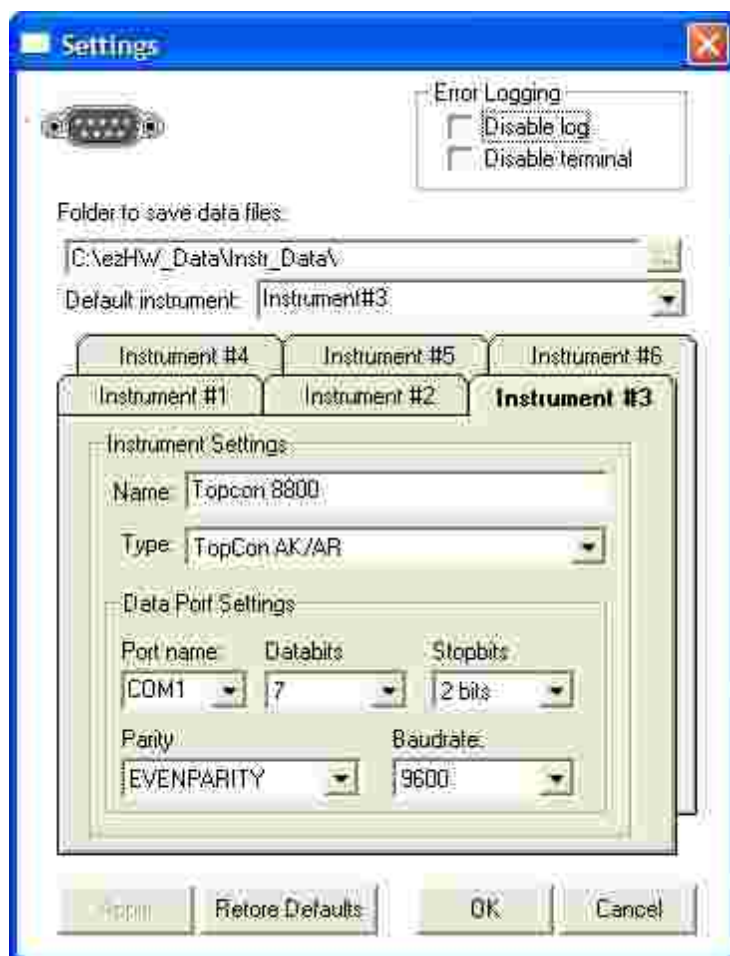 Settings
Error Logging
Disable log
Disable terminal
Folder to save data files:
C:\ezHW_Data\Instr_Data\
Default instrument: Instrument#3
Instrument #4 Instrument #5 Instrument #6
Instrument #1 Instrument #2 Instrument #3
Instrument Settings
Name: Topcon 8800
Type: TopCon AK/AR
Data Port Settings
Port name: Databits Stopbits
COM1 7 2 bits
Parity Baudrate:
EVENPARITY 9600
Retore Defaults OK Cancel